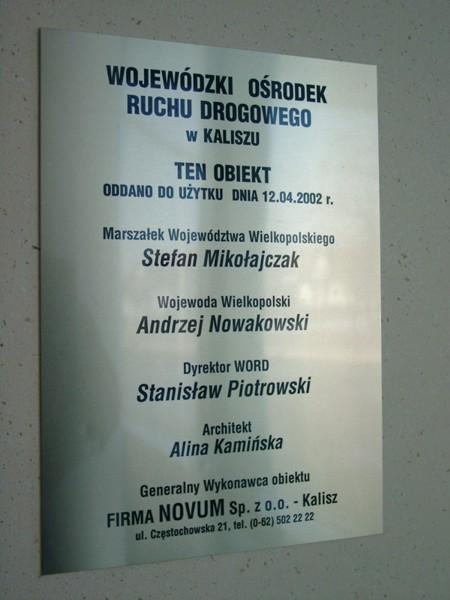 WOJEWÓDZKI OŚRODEK
RUCHU DROGOWEGO
w KALISZU
TEN OBIEKT
ODDANO DO UŻYTKU DNIA 12.04.2002 r.
Marszałek Województwa Wielkopolskiego
Stefan Mikołajczak
Wojewoda Wielkopolski
Andrzej Nowakowski
Dyrektor WORD
Stanisław Piotrowski
Architekt
Alina Kamińska
Generalny Wykonawca obiektu
FIRMA NOVUM Sp. z o.o. - Kalisz
ul. Częstochowska 21, tel. (0-62) 502 22 22